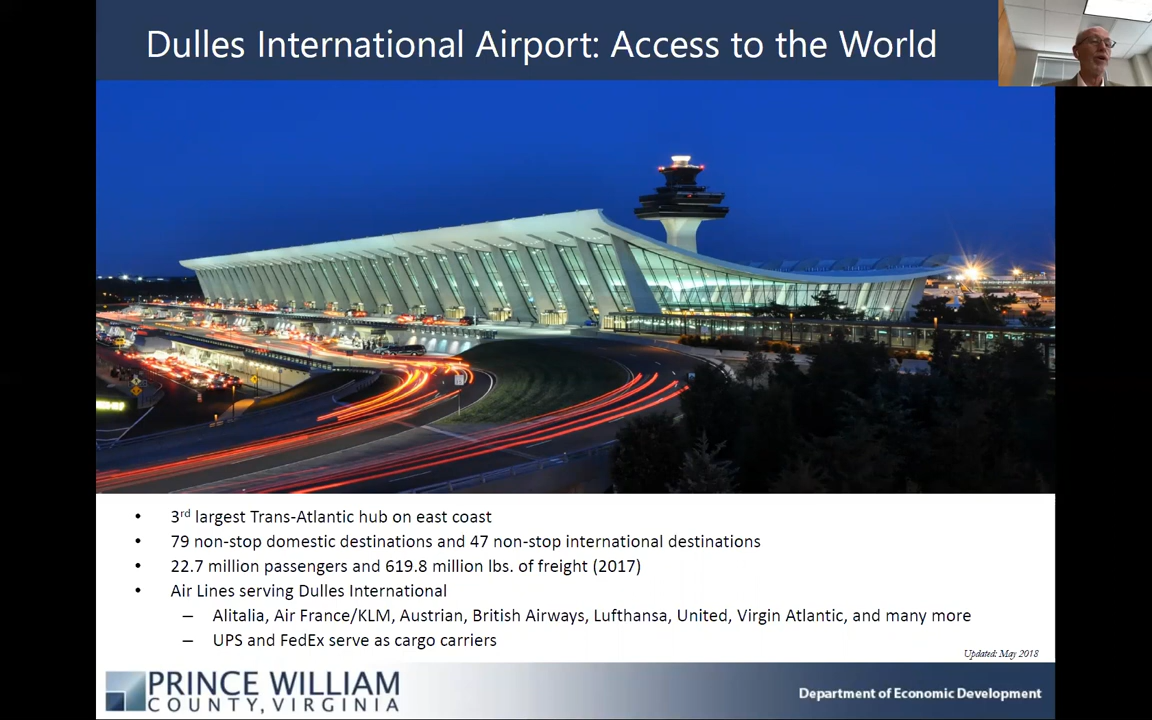 Dulles International Airport: Access to the World
• 3rd largest Trans-Atlantic hub on east coast
• 79 non-stop domestic destinations and 47 non-stop international destinations
• 22.7 million passengers and 619.8 million lbs. of freight (2017)
• Air Lines serving Dulles International
– Alitalia, Air France/KLM, Austrian, British Airways, Lufthansa, United, Virgin Atlantic, and many more
– UPS and FedEx serve as cargo carriers
Updated: May 2018
PRINCE WILLIAM
COUNTY, VIRGINIA
Department of Economic Development